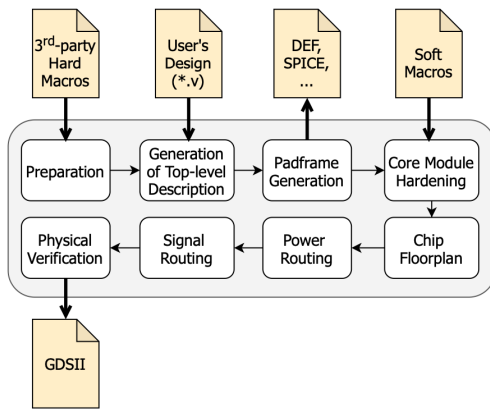 3rd-party
Hard
Macros
User's
Design
(*.v)
DEF,
SPICE,
...
Soft
Macros
Preparation
Generation
of Top-level
Description
Padframe
Generation
Core Module
Hardening
Physical
Verification
Signal
Routing
Power
Routing
Chip
Floorplan
GDSII